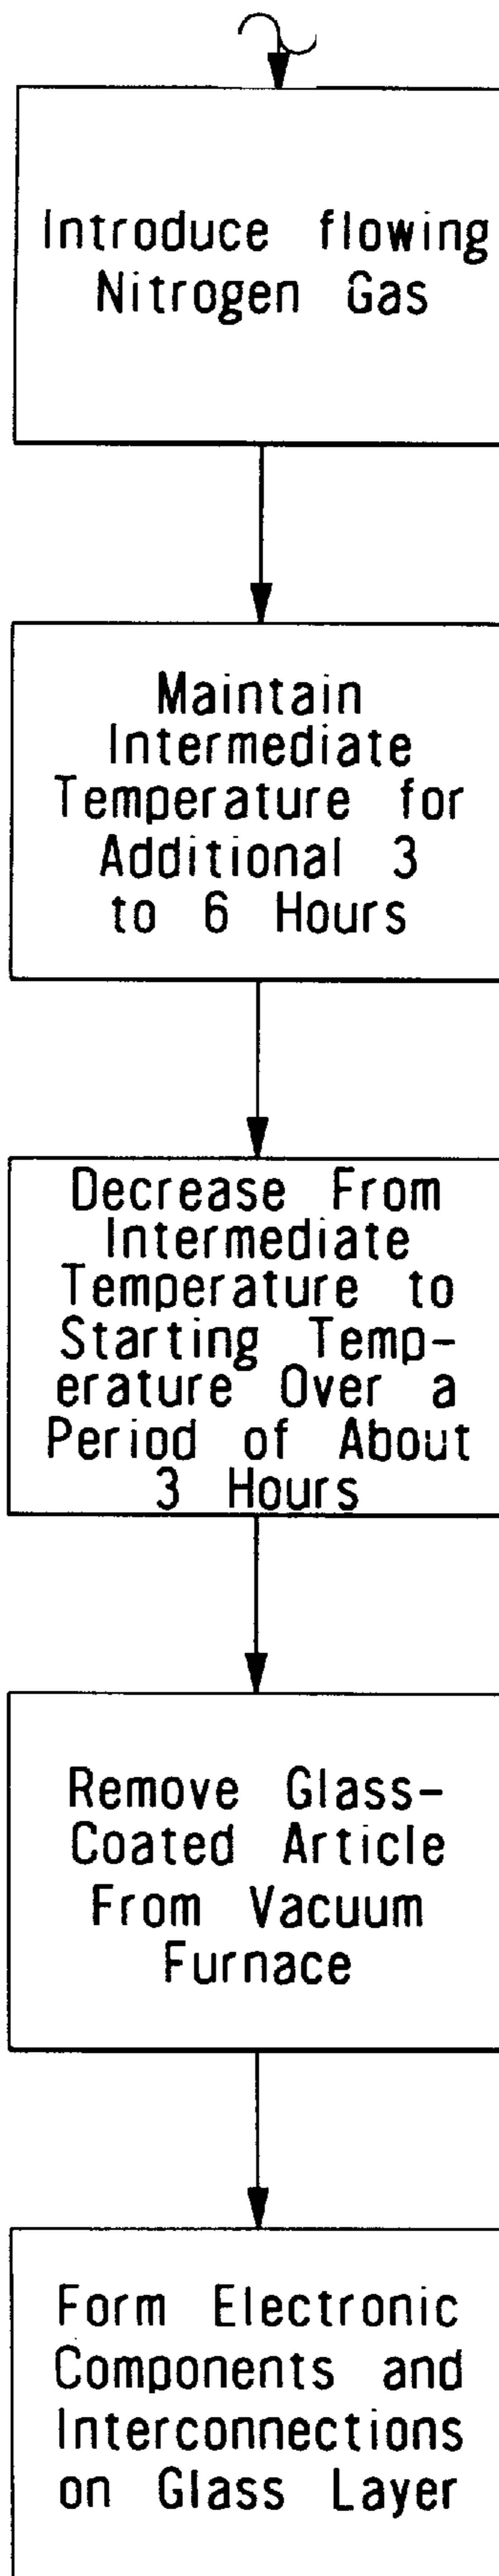 Introduce flowing
Nitrogen Gas
Maintain
Intermediate
Temperature for
Additional 3
to 6 Hours
Decrease From
Intermediate
Temperature to
Starting Temp-
erature Over a
Period of About
3 Hours
Remove Glass-
Coated Article
From Vacuum
Furnace
Form Electronic
Components and
Interconnections
on Glass Layer